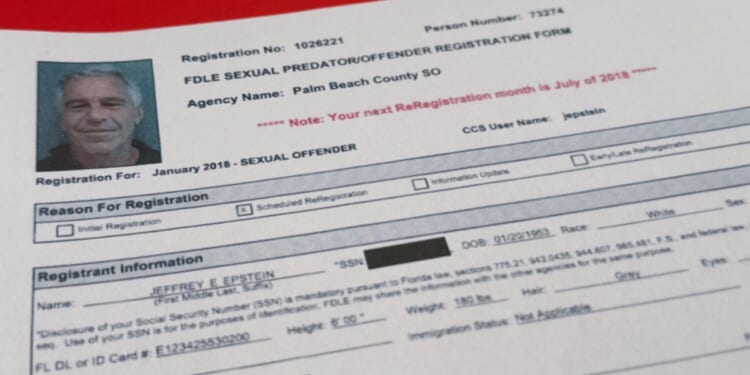 Registration No: 1026221 Person Number: 73274
FDLE SEXUAL PREDATOR/OFFENDER REGISTRATION FORM
Agency Name: Palm Beach County SO
***** Note: Your next ReRegistration month is July of 2018 *****
CCS User Name: jepstein
Registration For: January 2018 - SEXUAL OFFENDER
Reason For Registration
Initial Registration x Scheduled ReRegistration Information Update Early/Late ReRegistration
Registrant Information
Name: JEFFREY E EPSTEIN *SSN DOB: 01/20/1953 Race: White Sex:
(First Middle Last, Suffix)
*Disclosure of your Social Security Number (SSN) is mandatory pursuant to Florida law, sections 775.21, 943.0435, 944.607, 985.481, F.S., and federal law,
seq. Use of your SSN is for the purposes of identification. FDLE may share the information with the other agencies for the same purpose.
FL DL or ID Card #: E123425530200 Height: 6' 00" Weight: 180 lbs Hair: Grey Eyes:
Immigration Status: Not Applicable